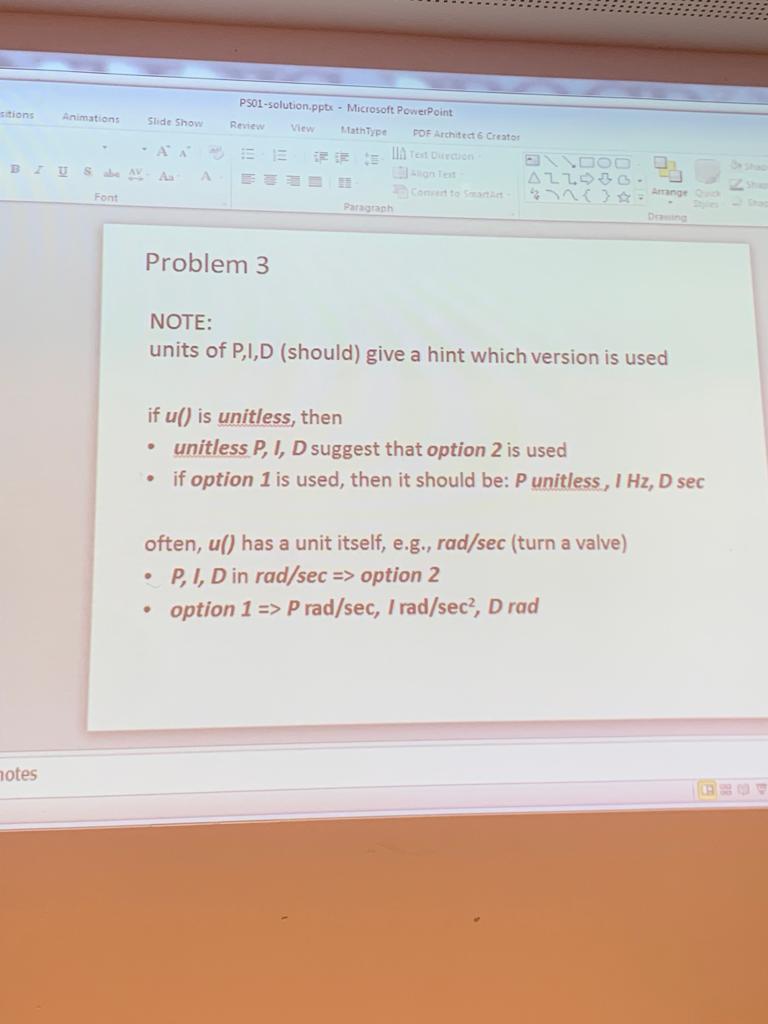 PS01-solution.pptx - Microsoft PowerPoint
sitions Animations Slide Show Review View MathType PDF Architect 6 Creator
Text Direction
Align Text
Convert to SmartArt
B I U S abc AV Aa A
Arrange Quick Styles
Font Paragraph Drawing
Problem 3
NOTE:
units of P,I,D (should) give a hint which version is used
if u() is unitless, then
• unitless P, I, D suggest that option 2 is used
• if option 1 is used, then it should be: P unitless, I Hz, D sec
often, u() has a unit itself, e.g., rad/sec (turn a valve)
• P, I, D in rad/sec => option 2
• option 1 => P rad/sec, I rad/sec², D rad
notes